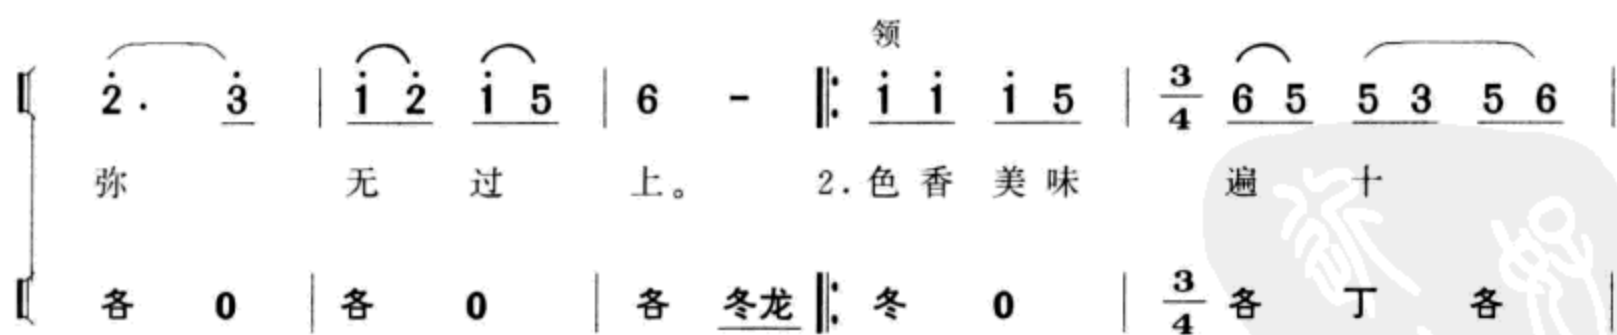 领
2̇. 3̇ | 1̇ 2̇ 1̇ 5 | 6 - ‖: 1̇ 1̇ 1̇ 5 | 3/4 6 5 5 3 5 6 |
弥 无 过 上。 2.色 香 美 味 遍 十
各 0 | 各 0 | 各 冬龙 ‖: 冬 0 | 3/4 各 丁 各